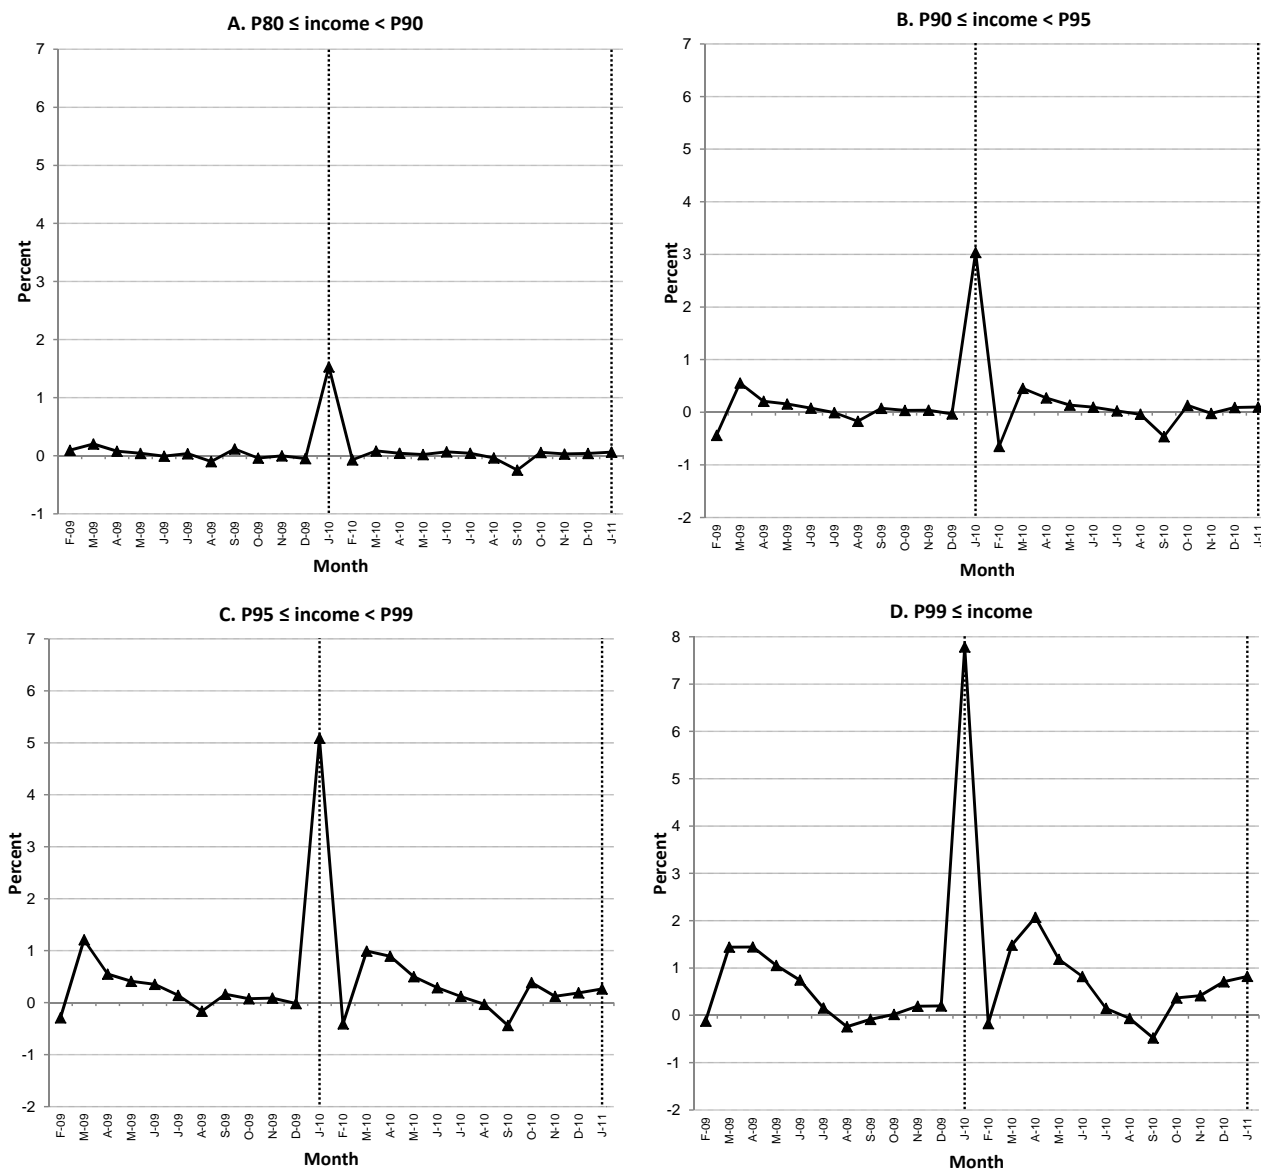 A. P80 ≤ income < P90
7
6
5
4
3
2
1
0
-1
Percent
F-09
M-09
A-09
M-09
J-09
J-09
A-09
S-09
O-09
N-09
D-09
J-10
F-10
M-10
A-10
M-10
J-10
J-10
A-10
S-10
O-10
N-10
D-10
J-11
Month
B. P90 ≤ income < P95
7
6
5
4
3
2
1
0
-1
-2
Percent
F-09
M-09
A-09
M-09
J-09
J-09
A-09
S-09
O-09
N-09
D-09
J-10
F-10
M-10
A-10
M-10
J-10
J-10
A-10
S-10
O-10
N-10
D-10
J-11
Month
C. P95 ≤ income < P99
7
6
5
4
3
2
1
0
-1
-2
Percent
F-09
M-09
A-09
M-09
J-09
J-09
A-09
S-09
O-09
N-09
D-09
J-10
F-10
M-10
A-10
M-10
J-10
J-10
A-10
S-10
O-10
N-10
D-10
J-11
Month
D. P99 ≤ income
8
7
6
5
4
3
2
1
0
-1
-2
Percent
F-09
M-09
A-09
M-09
J-09
J-09
A-09
S-09
O-09
N-09
D-09
J-10
F-10
M-10
A-10
M-10
J-10
J-10
A-10
S-10
O-10
N-10
D-10
J-11
Month